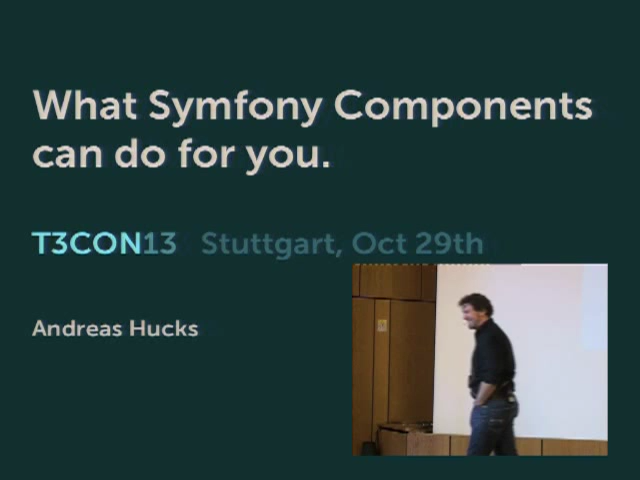 What Symfony Components
can do for you.
T3CON13 Stuttgart, Oct 29th
Andreas Hucks